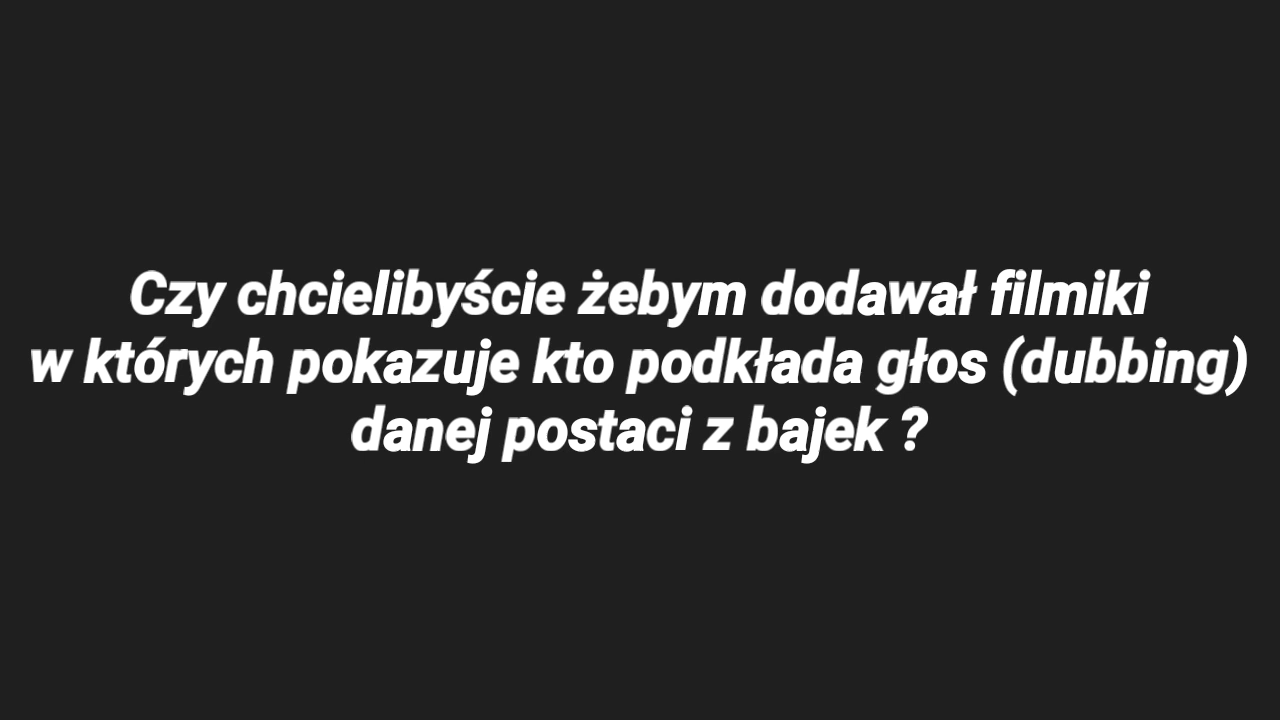 Czy chcielibyście żebym dodawał filmiki
w których pokazuje kto podkłada głos (dubbing)
danej postaci z bajek ?